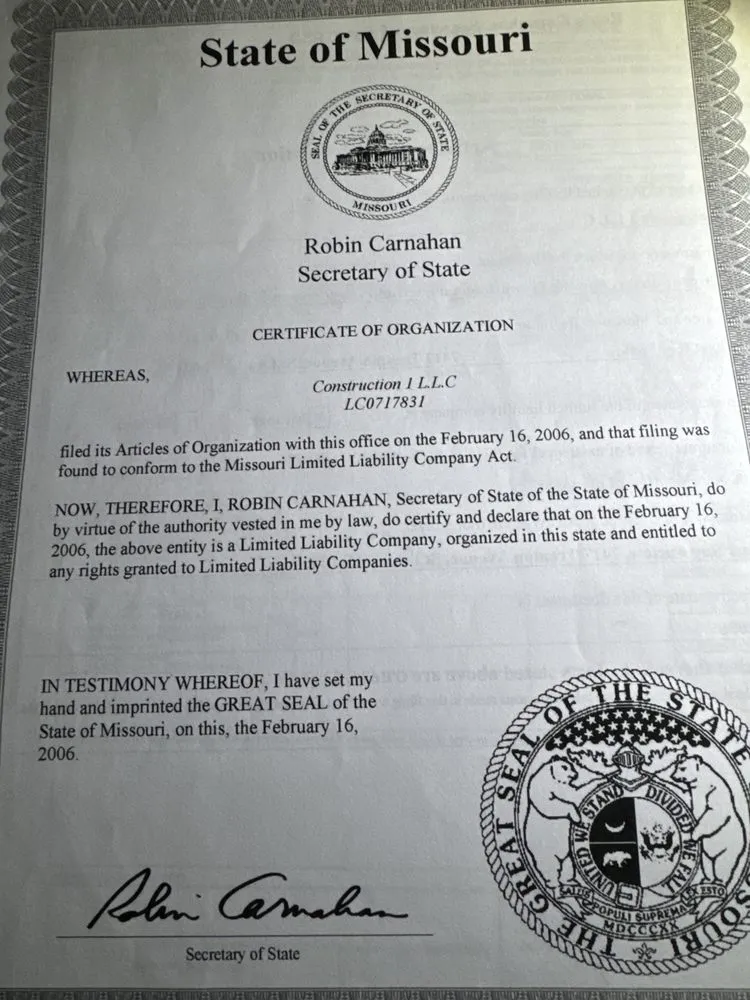 State of Missouri
SEAL OF THE SECRETARY OF STATE
MISSOURI
Robin Carnahan
Secretary of State
CERTIFICATE OF ORGANIZATION
WHEREAS,
Construction 1 L.L.C
LC0717831
filed its Articles of Organization with this office on the February 16, 2006, and that filing was
found to conform to the Missouri Limited Liability Company Act.
NOW, THEREFORE, I, ROBIN CARNAHAN, Secretary of State of the State of Missouri, do
by virtue of the authority vested in me by law, do certify and declare that on the February 16,
2006, the above entity is a Limited Liability Company, organized in this state and entitled to
any rights granted to Limited Liability Companies.
IN TESTIMONY WHEREOF, I have set my
hand and imprinted the GREAT SEAL of the
State of Missouri, on this, the February 16,
2006.
THE GREAT SEAL OF THE STATE
SOURI
UNITED WE STAND DIVIDED WE FALL
SALUS POPULI SUPREMA EX ESTO
MDCCCXX
Robin Carnahan
Secretary of State